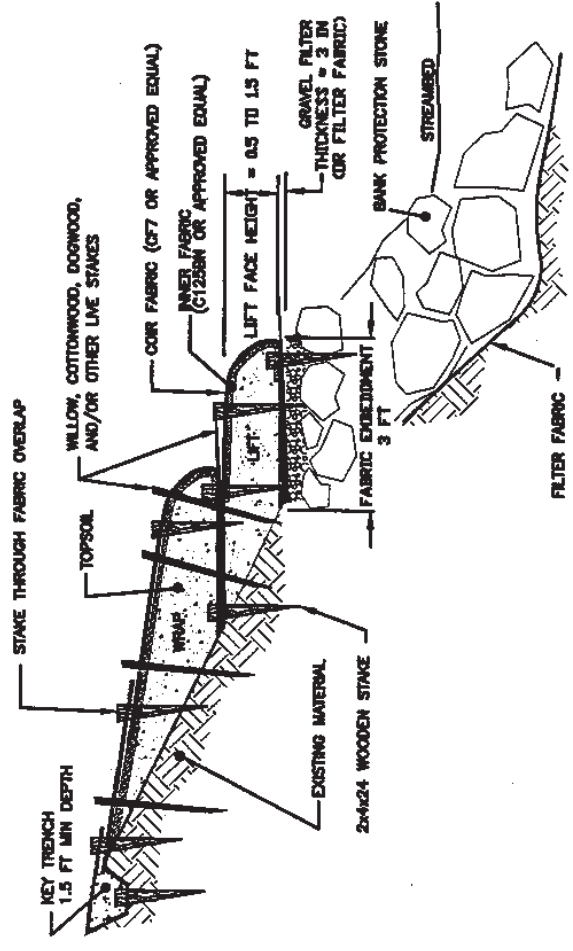 STAKE THROUGH FABRIC OVERLAP
WILLOW, COTTONWOOD, DOGWOOD,
AND/OR OTHER LIVE STAKES
KEY TRENCH
1.5 FT MIN DEPTH
TOPSOIL
COIR FABRIC (CF7 OR APPROVED EQUAL)
INNER FABRIC
(C125BN OR APPROVED EQUAL)
WRAP
LIFT
LIFT FACE HEIGHT = 0.5 TO 1.5 FT
GRAVEL FILTER
THICKNESS = 3 IN
(OR FILTER FABRIC)
EXISTING MATERIAL
2x4x24 WOODEN STAKE
FABRIC EMBEDMENT
3 FT
BANK PROTECTION STONE
STREAMBED
FILTER FABRIC -